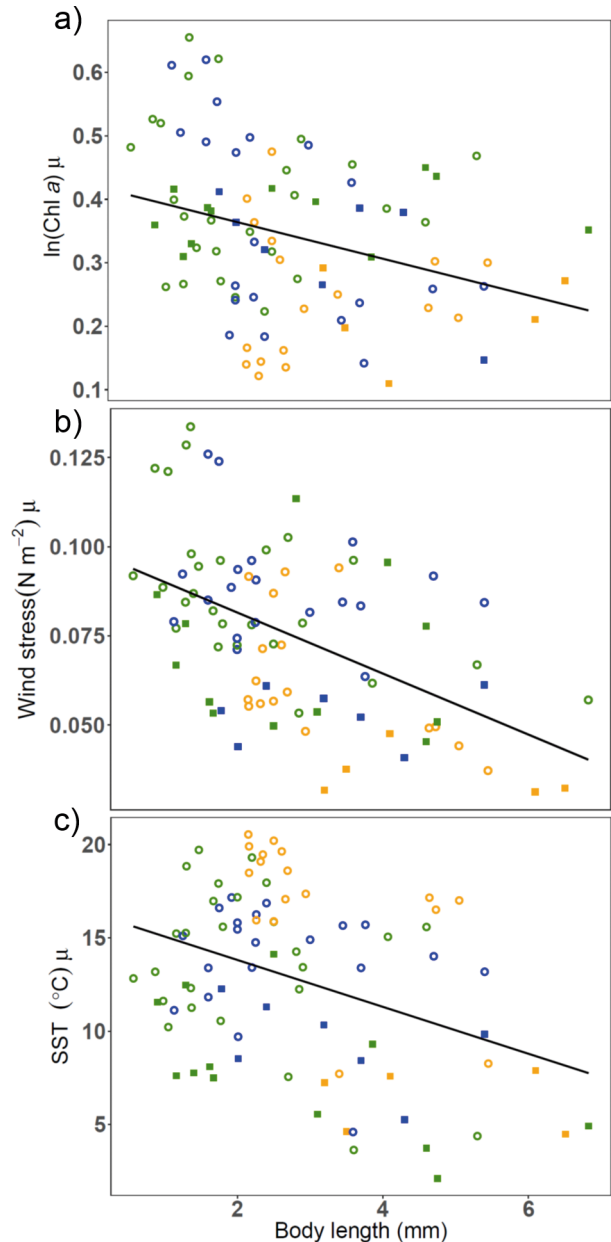 a)
0.6
0.5
0.4
0.3
0.2
0.1
ln(Chl a) μ
b)
0.125
0.100
0.075
0.050
Wind stress(N m⁻²) μ
c)
20
15
10
5
SST (°C) μ
2 4 6
Body length (mm)